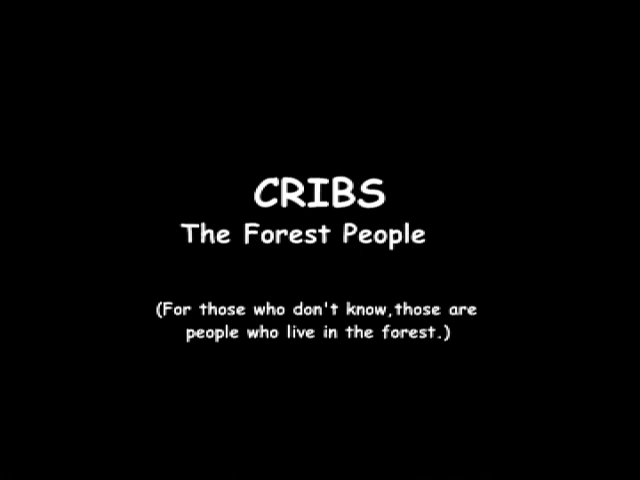 CRIBS
The Forest People
(For those who don't know,those are
people who live in the forest.)